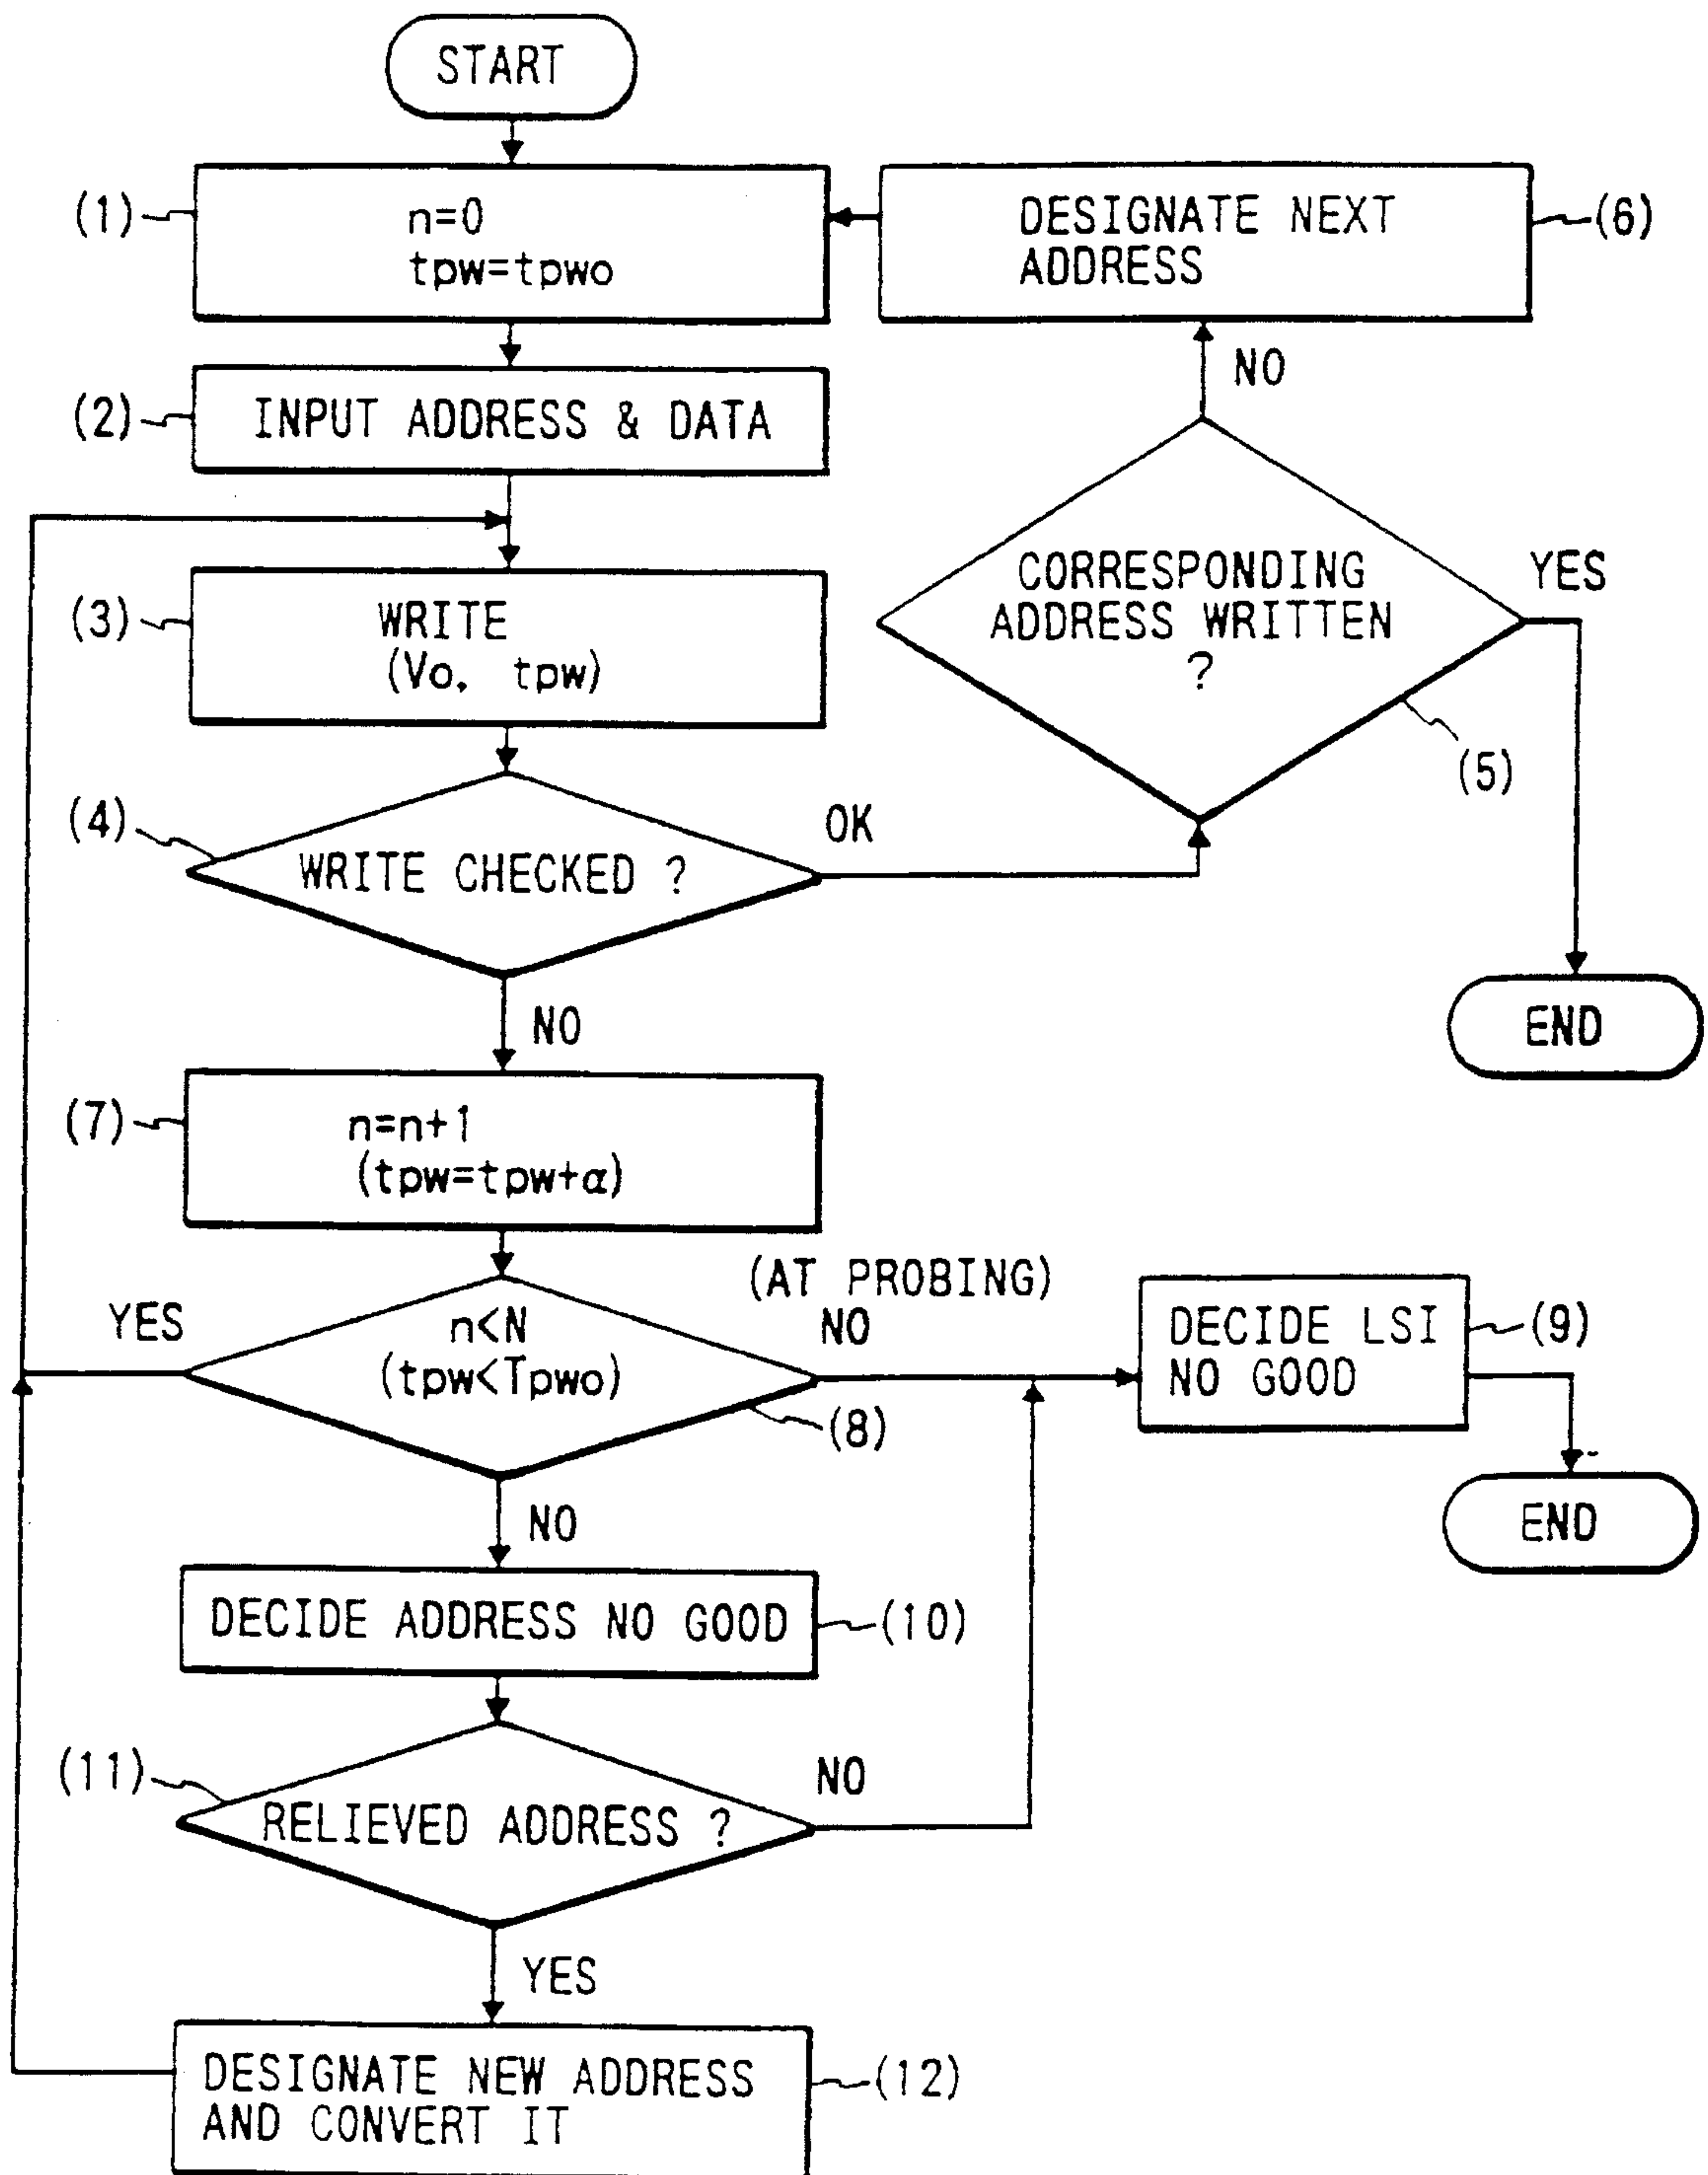 START
(1)
n=0
tpw=tpwo
DESIGNATE NEXT
ADDRESS
(6)
(2)
INPUT ADDRESS & DATA
NO
(3)
WRITE
(Vo, tpw)
CORRESPONDING
ADDRESS WRITTEN
?
YES
(5)
(4)
WRITE CHECKED ?
OK
NO
END
(7)
n=n+1
(tpw=tpw+α)
YES
n<N
(tpw<Tpwo)
(AT PROBING)
NO
(8)
DECIDE LSI
NO GOOD
(9)
NO
END
DECIDE ADDRESS NO GOOD
(10)
(11)
RELIEVED ADDRESS ?
NO
YES
DESIGNATE NEW ADDRESS
AND CONVERT IT
(12)